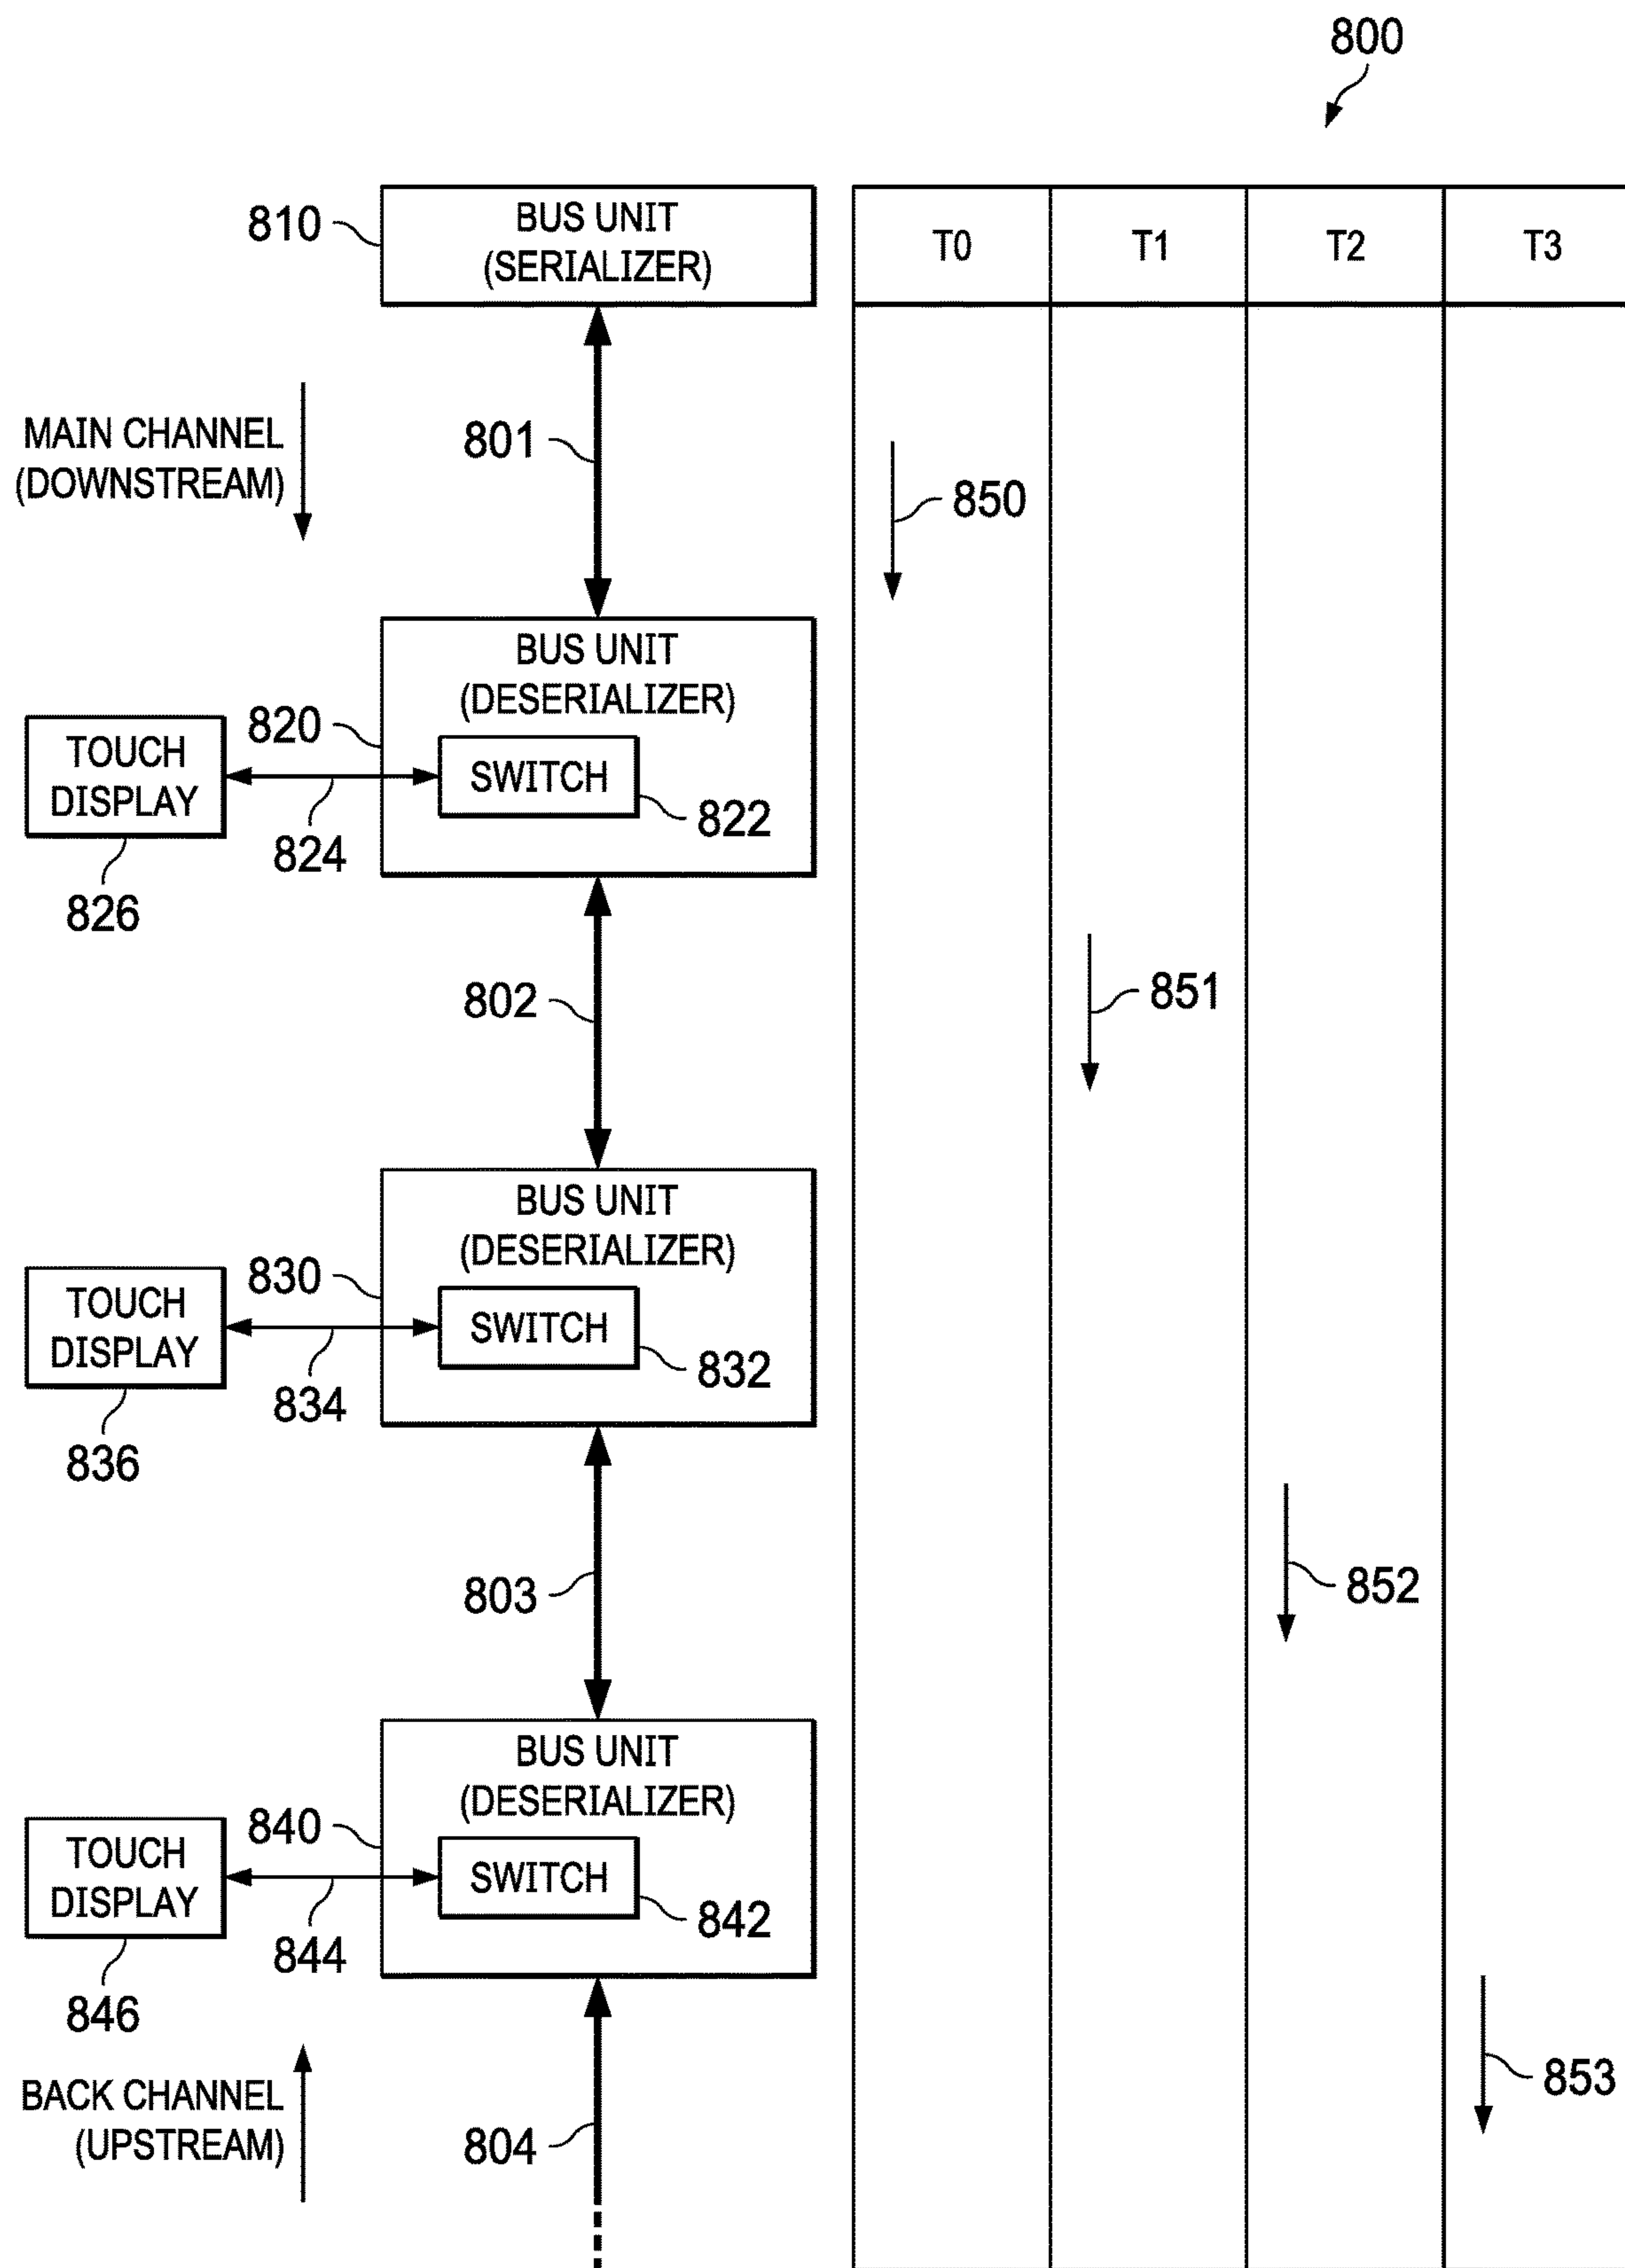 800
810
BUS UNIT
(SERIALIZER)
T0
T1
T2
T3
MAIN CHANNEL
(DOWNSTREAM)
801
850
BUS UNIT
(DESERIALIZER)
820
TOUCH
DISPLAY
SWITCH
822
824
826
802
851
BUS UNIT
(DESERIALIZER)
830
TOUCH
DISPLAY
SWITCH
832
834
836
803
852
BUS UNIT
(DESERIALIZER)
840
TOUCH
DISPLAY
SWITCH
842
844
846
853
BACK CHANNEL
(UPSTREAM)
804